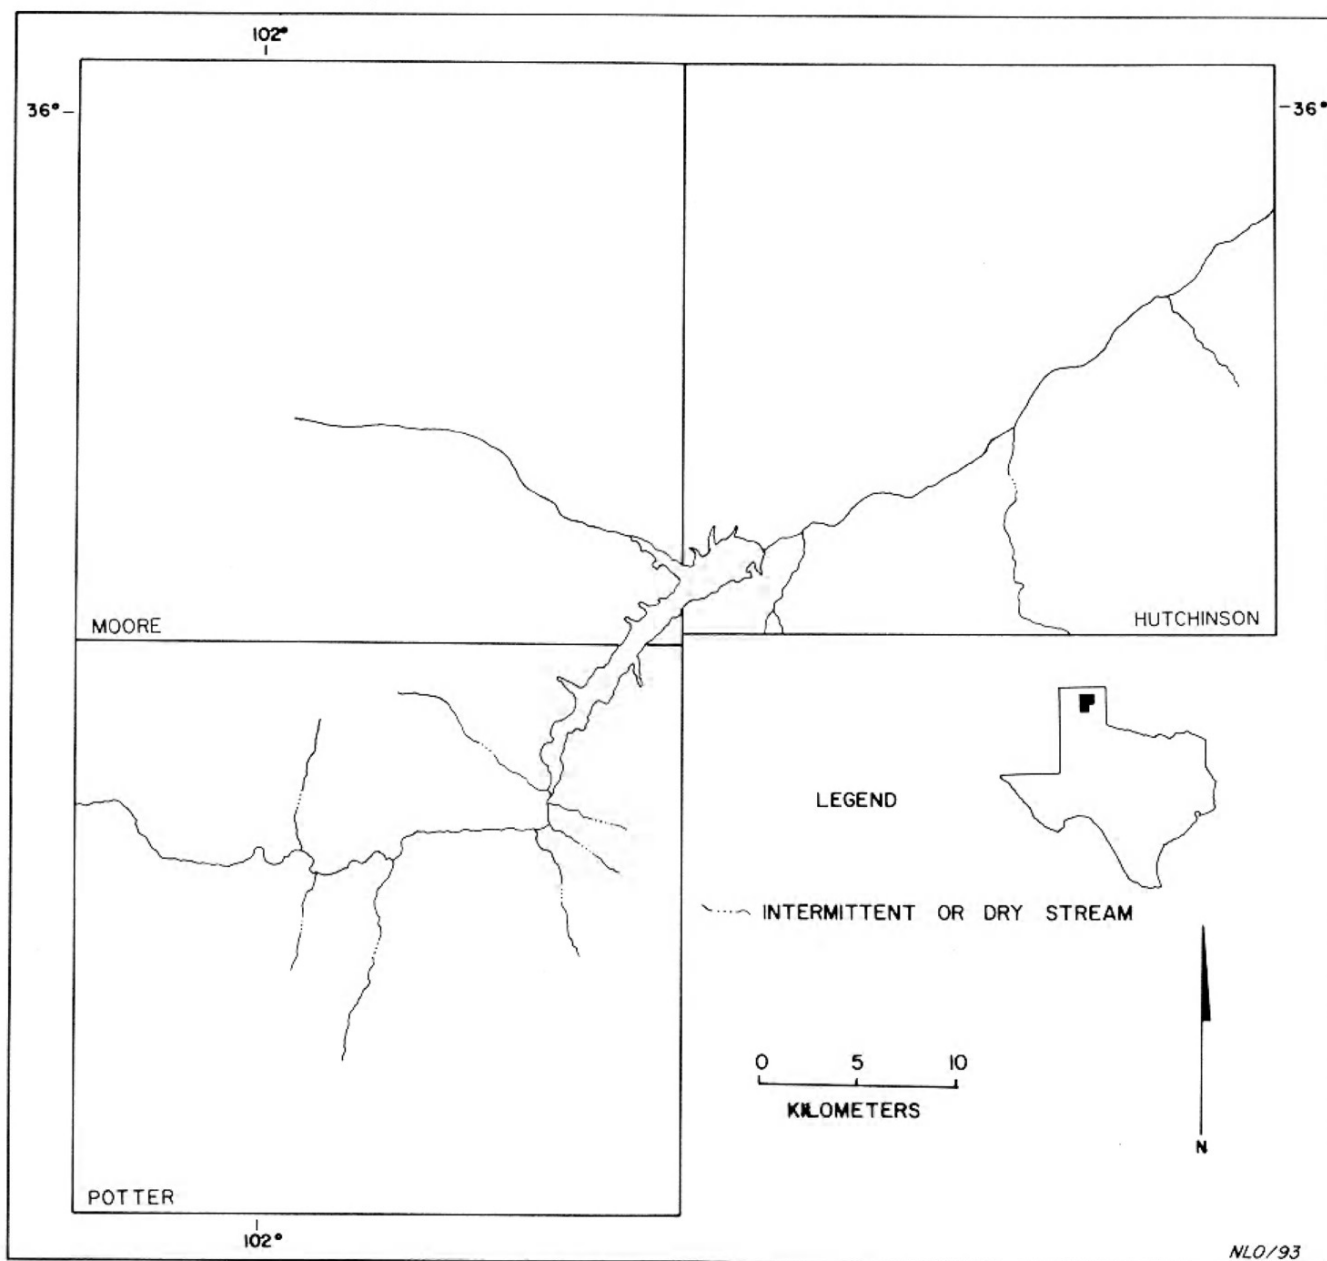 102°
36°
36°
MOORE
HUTCHINSON
LEGEND
INTERMITTENT OR DRY STREAM
0 5 10
KILOMETERS
N
POTTER
102°
NLO/93